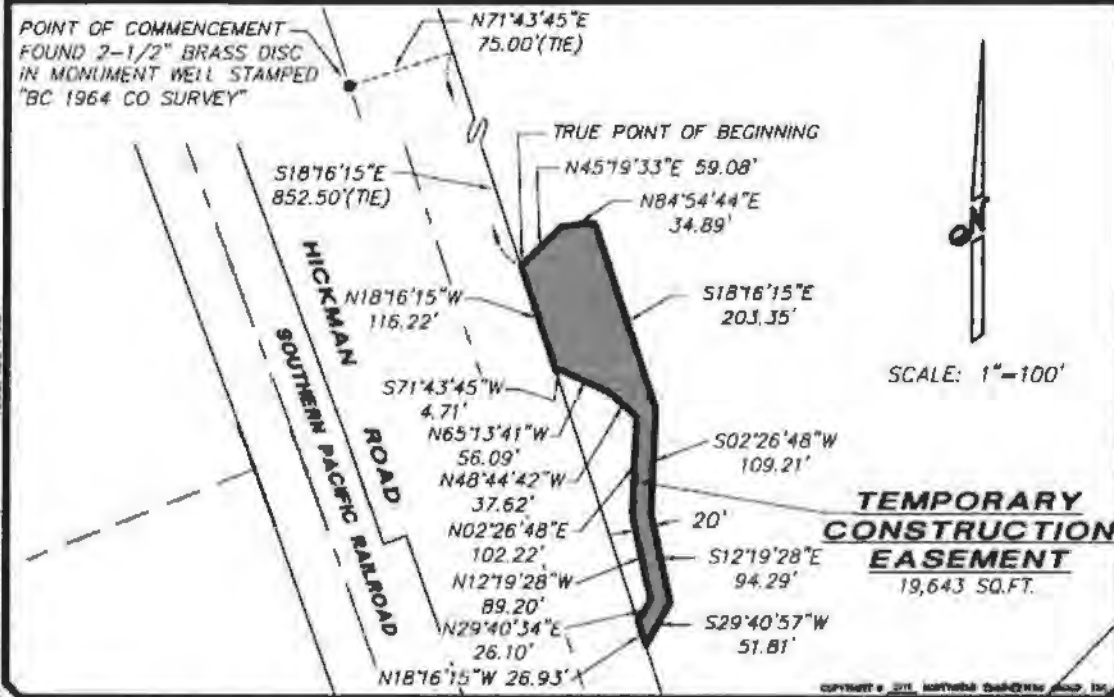 POINT OF COMMENCEMENT
FOUND 2-1/2" BRASS DISC
IN MONUMENT WELL STAMPED
"BC 1964 CO SURVEY"
N71°43'45"E
75.00'(TIE)
TRUE POINT OF BEGINNING
S18°16'15"E
852.50'(TIE)
N45°19'33"E 59.08'
N84°54'44"E
34.89'
N
HICKMAN
ROAD
SOUTHERN PACIFIC RAILROAD
N18°16'15"W
116.22'
S18°16'15"E
203.35'
SCALE: 1"=100'
S71°43'45"W
4.71'
N65°13'41"W
56.09'
N48°44'42"W
37.62'
N02°26'48"E
102.22'
N12°19'28"W
89.20'
N29°40'34"E
26.10'
N18°16'15"W 26.93'
S02°26'48"W
109.21'
20'
S12°19'28"E
94.29'
S29°40'57"W
51.81'
TEMPORARY
CONSTRUCTION
EASEMENT
19,643 SQ.FT.
COPYRIGHT